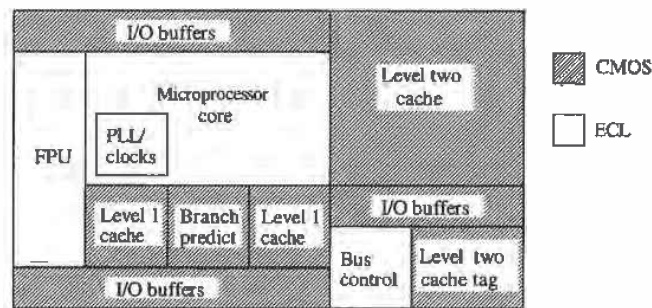 I/O buffers
Level two
cache
CMOS
Microprocessor
core
PLL/
clocks
ECL
FPU
Level 1
cache
Branch
predict
Level 1
cache
I/O buffers
Bus
control
Level two
cache tag
I/O buffers